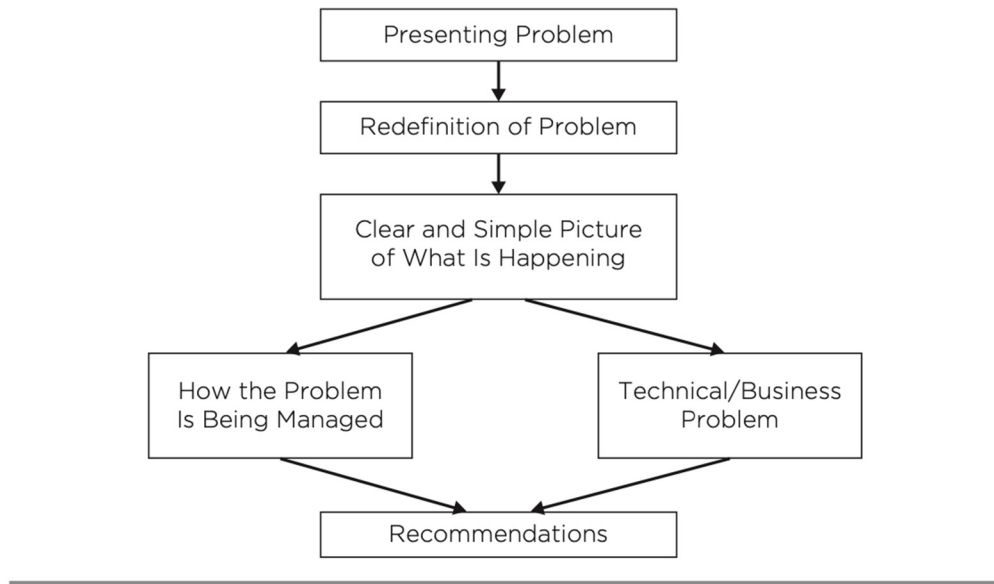 Presenting Problem
Redefinition of Problem
Clear and Simple Picture
of What Is Happening
How the Problem
Is Being Managed
Technical/Business
Problem
Recommendations